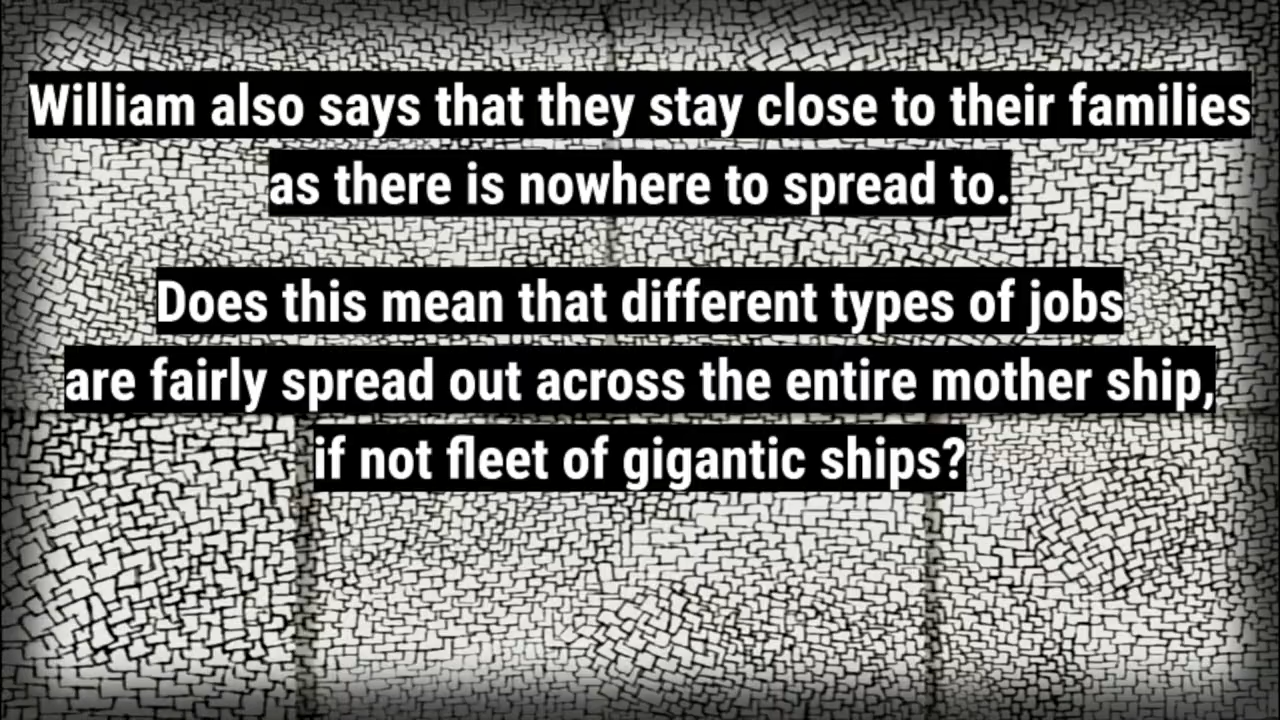 William also says that they stay close to their families
as there is nowhere to spread to.
Does this mean that different types of jobs
are fairly spread out across the entire mother ship,
if not fleet of gigantic ships?